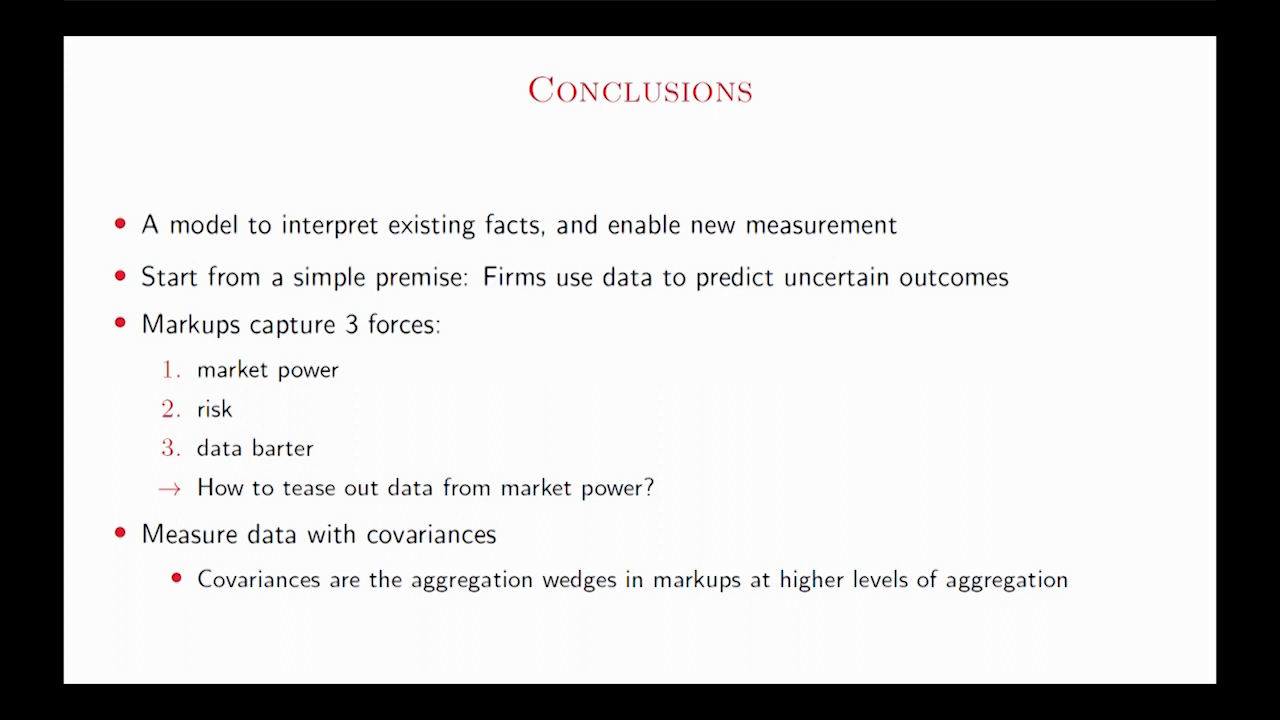 Conclusions
• A model to interpret existing facts, and enable new measurement
• Start from a simple premise: Firms use data to predict uncertain outcomes
• Markups capture 3 forces:
1. market power
2. risk
3. data barter
→ How to tease out data from market power?
• Measure data with covariances
• Covariances are the aggregation wedges in markups at higher levels of aggregation